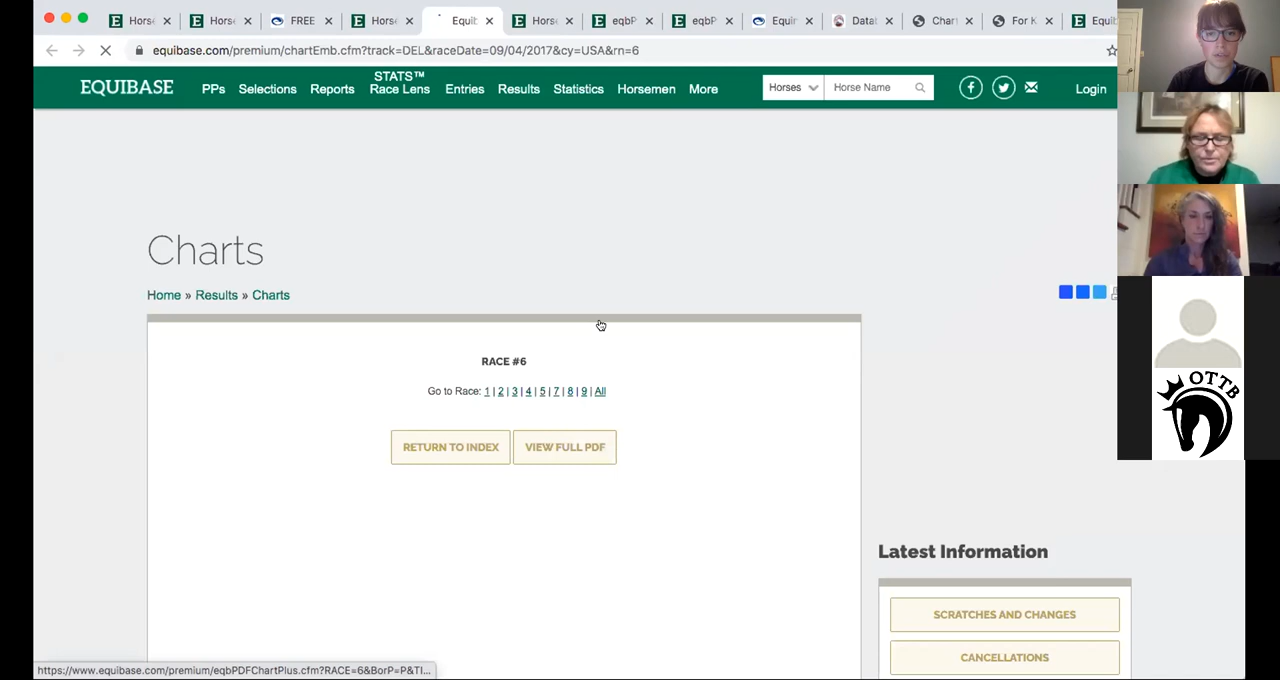 Horse
Horse
FREE
Horse
Equib
Horse
eqbP
eqbP
Equin
Datab
Chart
For K
Equib
equibase.com/premium/chartEmb.cfm?track=DEL&raceDate=09/04/2017&cy=USA&rn=6
EQUIBASE PPs Selections Reports STATS™ Race Lens Entries Results Statistics Horsemen More Horses Horse Name Login
Charts
Home » Results » Charts
RACE #6
Go to Race: 1 | 2 | 3 | 4 | 5 | 7 | 8 | 9 | All
RETURN TO INDEX VIEW FULL PDF
OTTB
Latest Information
SCRATCHES AND CHANGES
CANCELLATIONS
https://www.equibase.com/premium/eqbPDFChartPlus.cfm?RACE=6&BorP=P&TI...